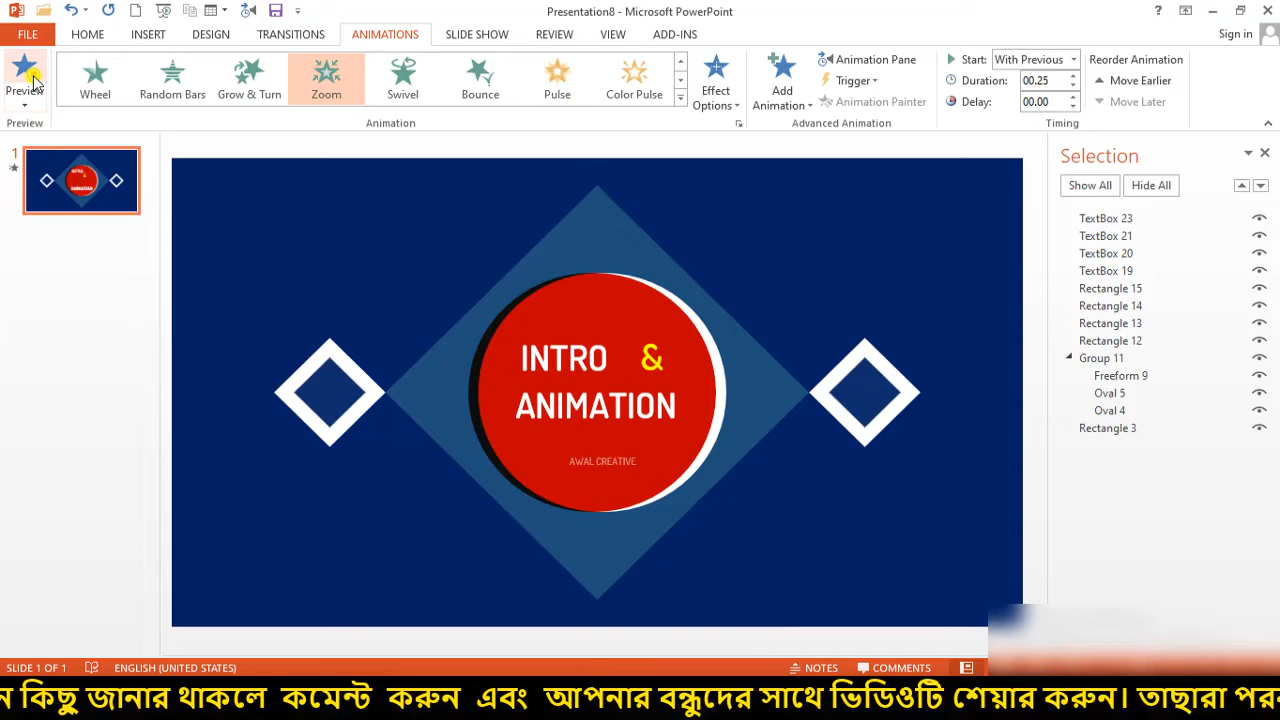 Presentation8 - Microsoft PowerPoint
FILE HOME INSERT DESIGN TRANSITIONS ANIMATIONS SLIDE SHOW REVIEW VIEW ADD-INS Sign in
Preview
Wheel Random Bars Grow & Turn Zoom Swivel Bounce Pulse Color Pulse
Effect Options
Add Animation
Animation Pane
Trigger
Animation Painter
Start: With Previous
Duration: 00.25
Delay: 00.00
Reorder Animation
Move Earlier
Move Later
Preview Animation Advanced Animation Timing
1
INTRO &
ANIMATION
INTRO &
ANIMATION
AWAL CREATIVE
Selection
Show All Hide All
TextBox 23
TextBox 21
TextBox 20
TextBox 19
Rectangle 15
Rectangle 14
Rectangle 13
Rectangle 12
Group 11
Freeform 9
Oval 5
Oval 4
Rectangle 3
SLIDE 1 OF 1 ENGLISH (UNITED STATES) NOTES COMMENTS
ন কিছু জানার থাকলে কমেন্ট করুন এবং আপনার বন্ধুদের সাথে ভিডিওটি শেয়ার করুন। তাছারা পর